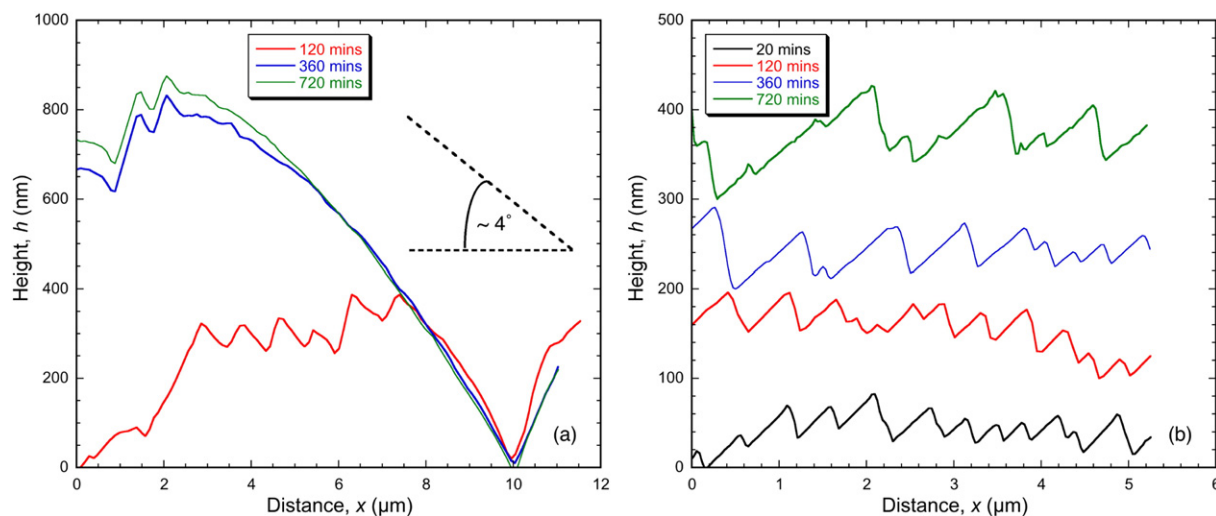 120 mins
360 mins
720 mins
1000
800
600
400
200
0
Height, h (nm)
~ 4°
(a)
0 2 4 6 8 10 12
Distance, x (µm)
20 mins
120 mins
360 mins
720 mins
500
400
300
200
100
0
Height, h (nm)
(b)
0 1 2 3 4 5 6
Distance, x (µm)